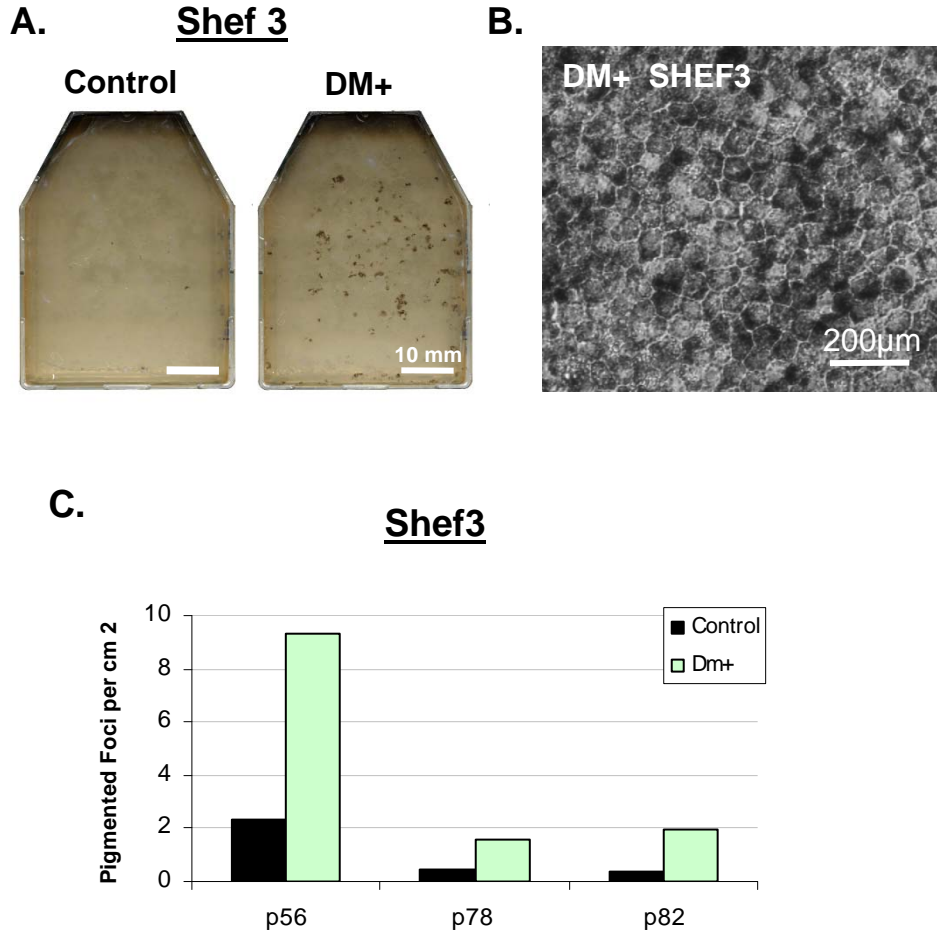 A.
Shef 3
B.
Control
DM+
DM+ SHEF3
10 mm
200µm
C.
Shef3
Pigmented Foci per cm 2
10
8
6
4
2
0
Control
Dm+
p56
p78
p82